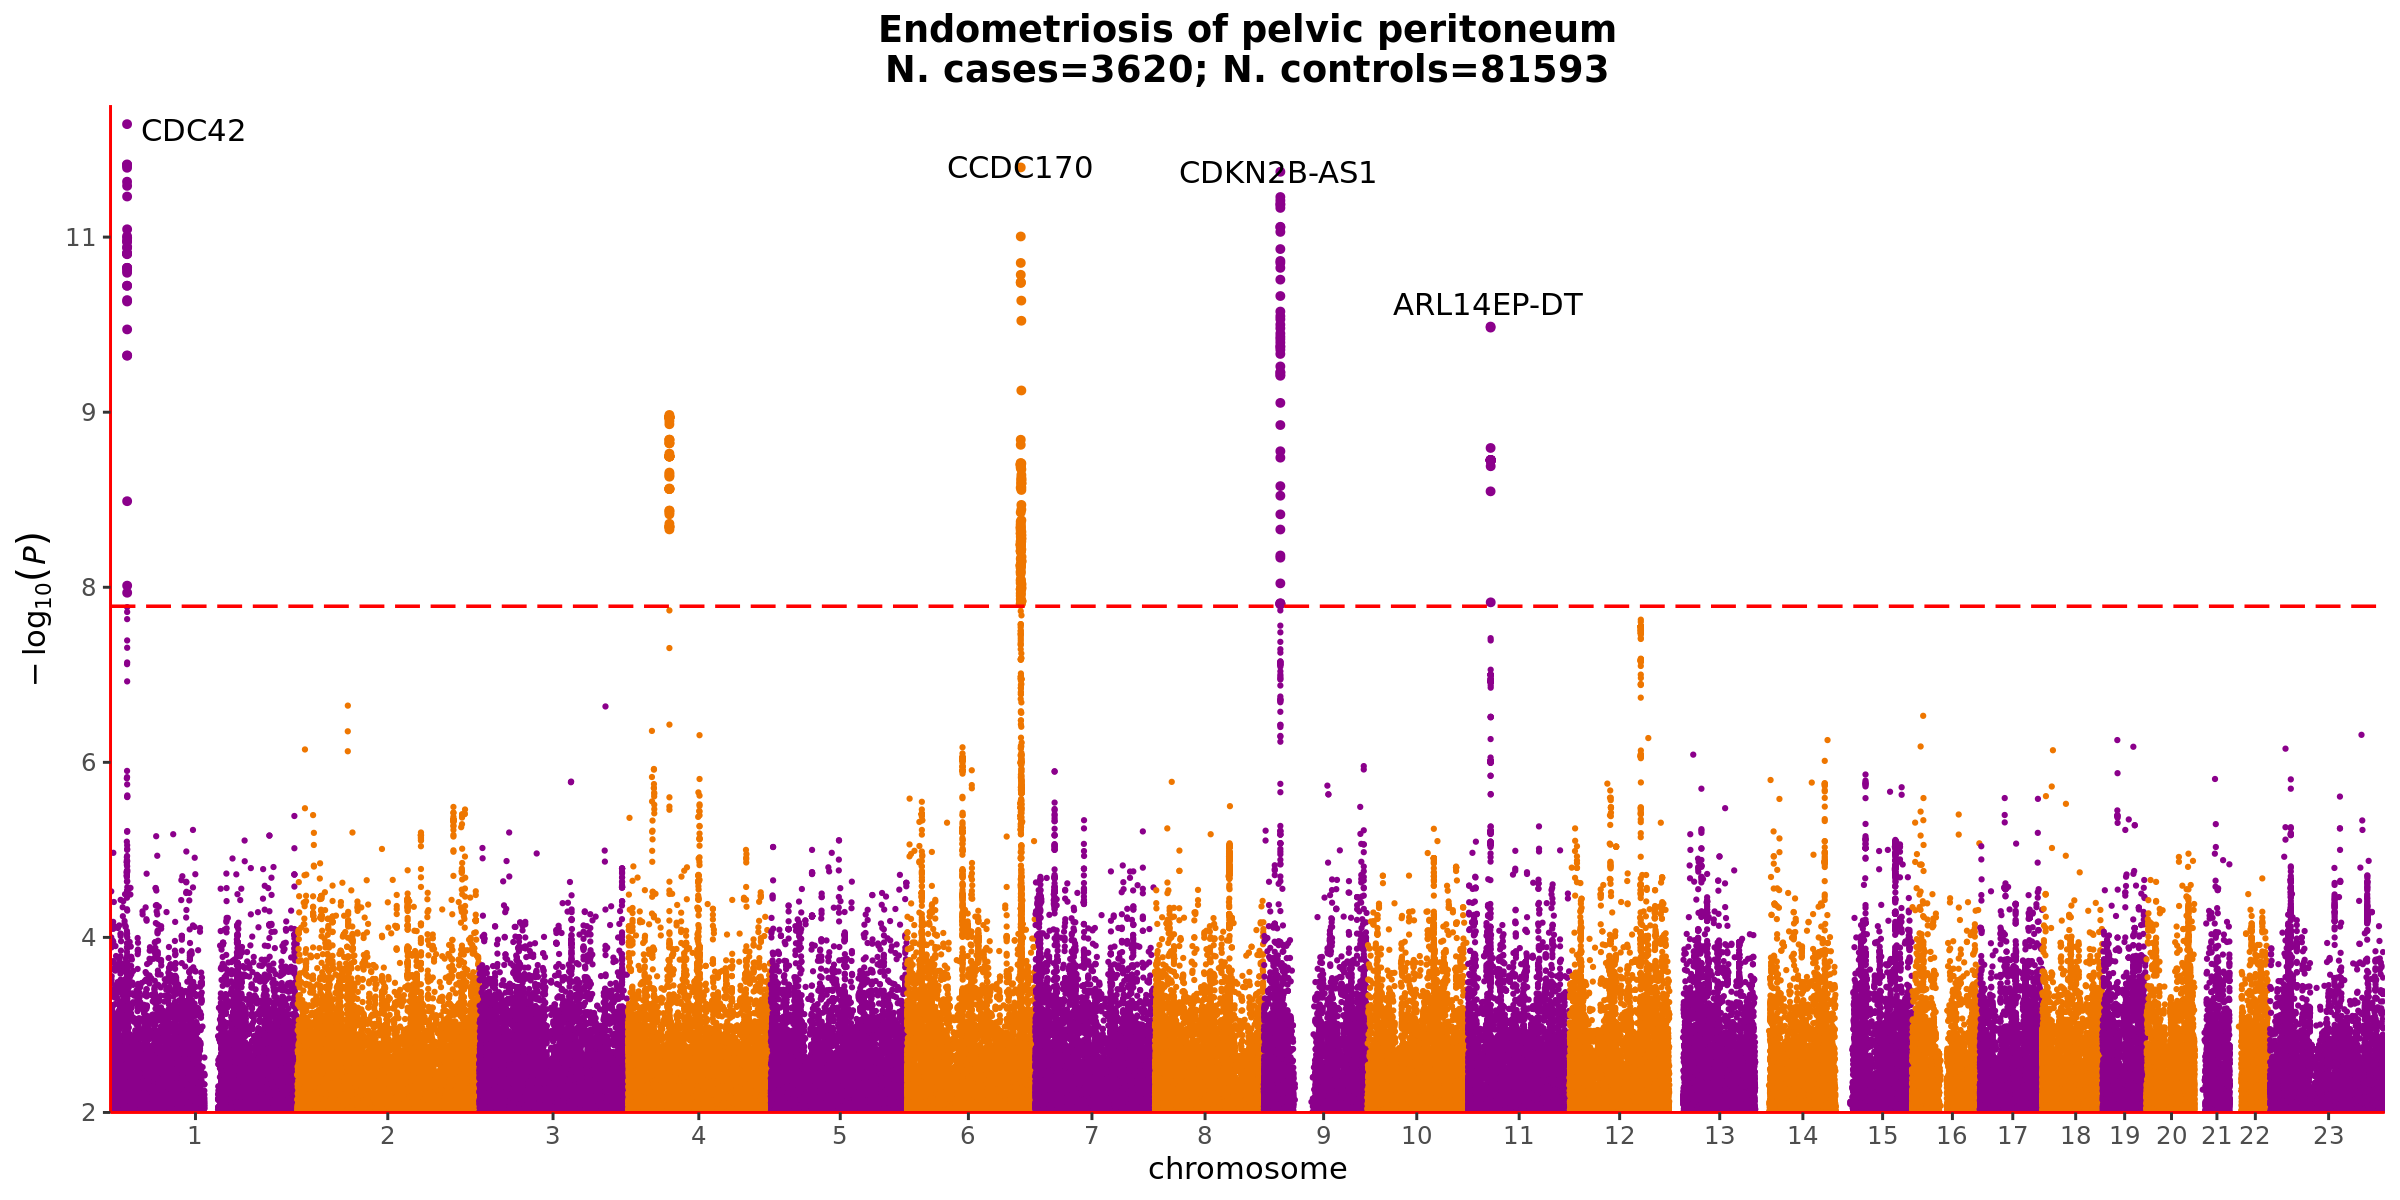 Endometriosis of pelvic peritoneum
N. cases=3620; N. controls=81593
CDC42
CCDC170
CDKN2B-AS1
ARL14EP-DT
11
9
8
6
4
2
−log10(P)
1 2 3 4 5 6 7 8 9 10 11 12 13 14 15 16 17 18 19 20 21 22 23
chromosome